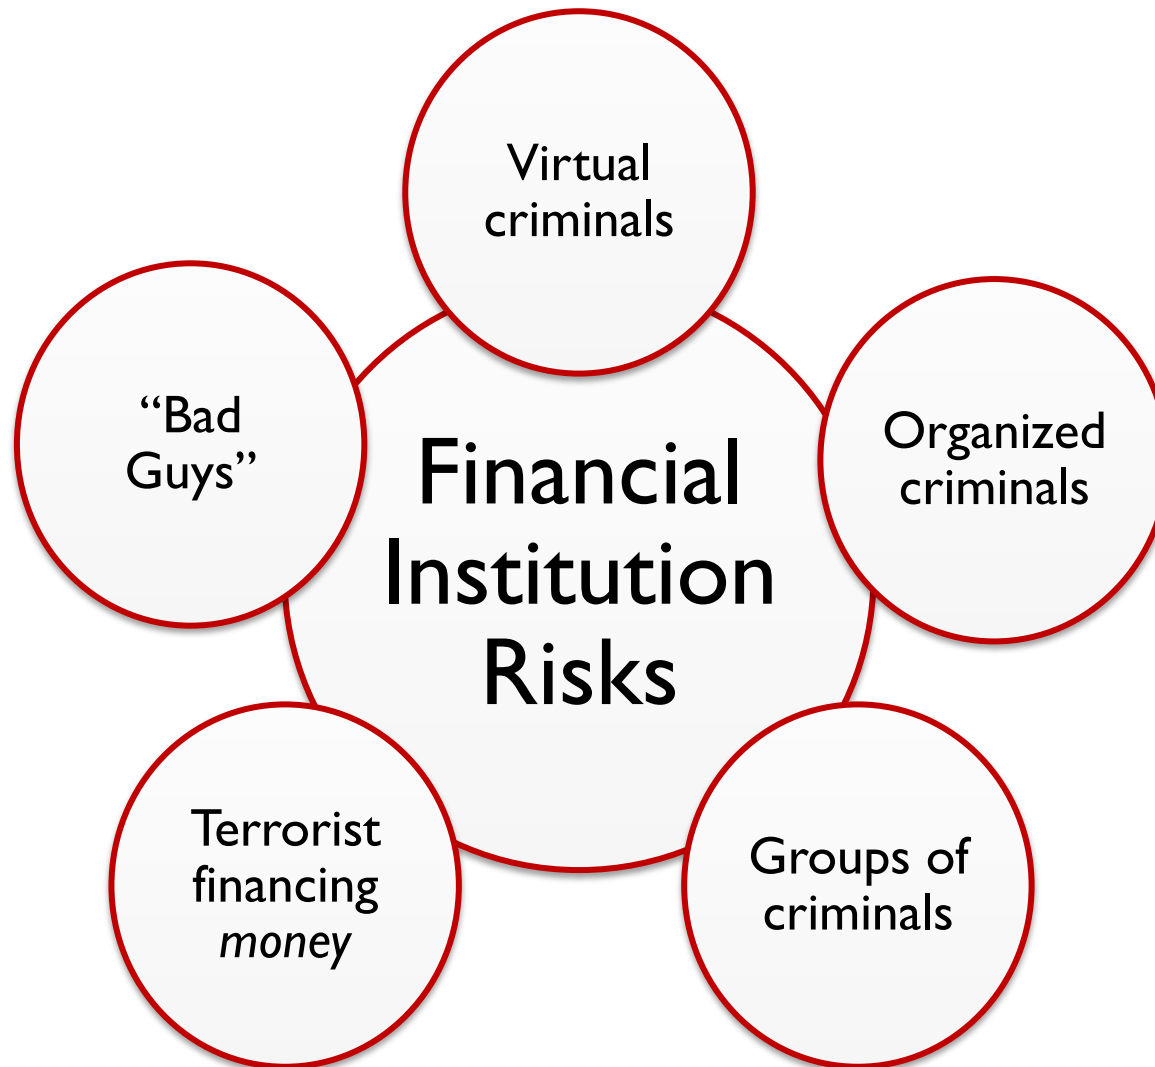 Virtual
criminals
“Bad
Guys”
Organized
criminals
Financial
Institution
Risks
Terrorist
financing
money
Groups of
criminals